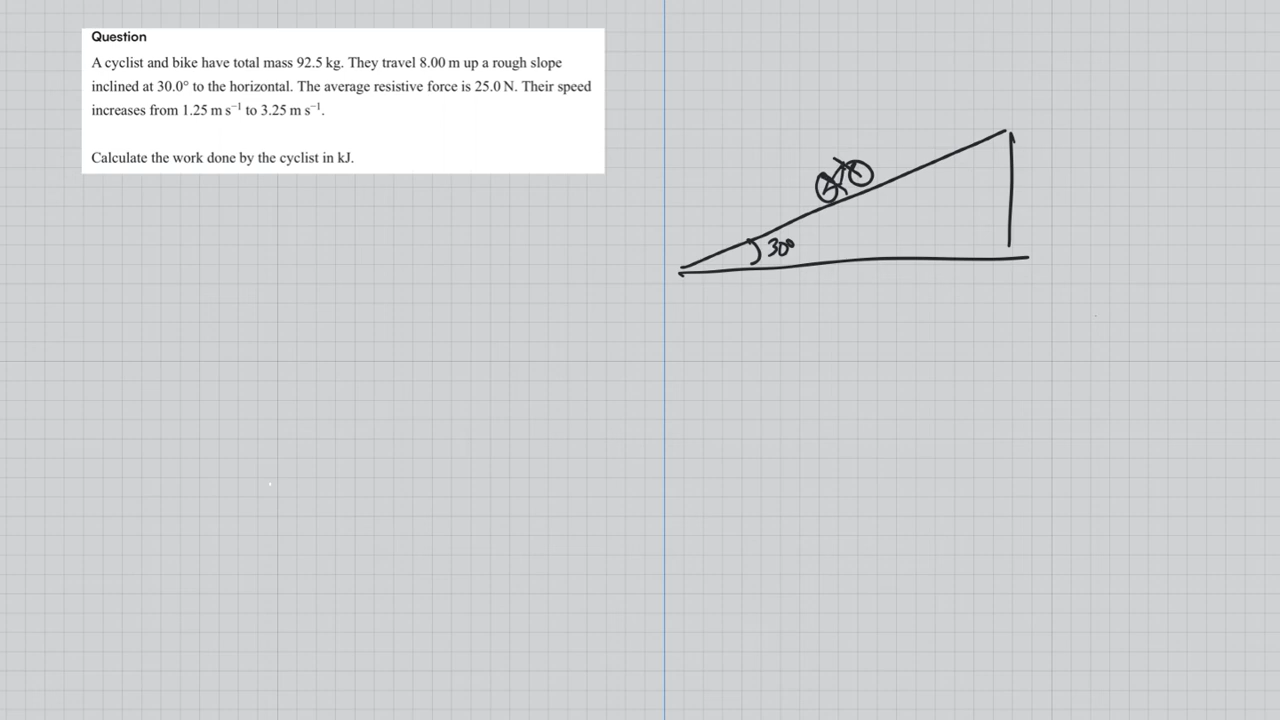 Question
A cyclist and bike have total mass 92.5 kg. They travel 8.00 m up a rough slope
inclined at 30.0° to the horizontal. The average resistive force is 25.0 N. Their speed
increases from 1.25 m s⁻¹ to 3.25 m s⁻¹.
Calculate the work done by the cyclist in kJ.
30°